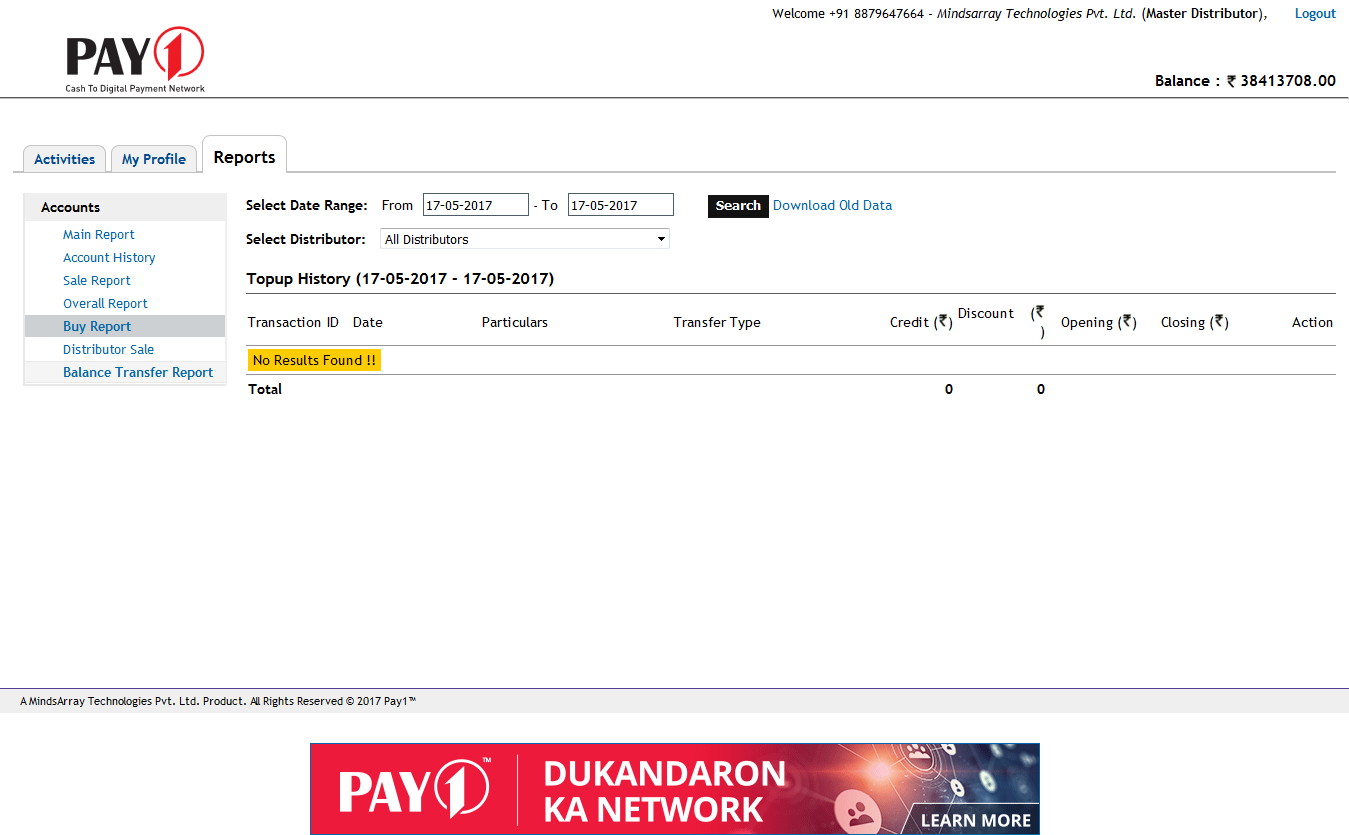 Welcome +91 8879647664 - Mindsarray Technologies Pvt. Ltd. (Master Distributor), Logout
PAY1
Cash To Digital Payment Network
Balance : ₹ 38413708.00
Activities My Profile Reports
Accounts
Main Report
Account History
Sale Report
Overall Report
Buy Report
Distributor Sale
Balance Transfer Report
Select Date Range: From 17-05-2017 - To 17-05-2017 Search Download Old Data
Select Distributor: All Distributors
Topup History (17-05-2017 - 17-05-2017)
Transaction ID Date Particulars Transfer Type Credit (₹) Discount (₹) Opening (₹) Closing (₹) Action
No Results Found !!
Total 0 0
A MindsArray Technologies Pvt. Ltd. Product. All Rights Reserved © 2017 Pay1™
PAY1™
DUKANDARON
KA NETWORK
LEARN MORE